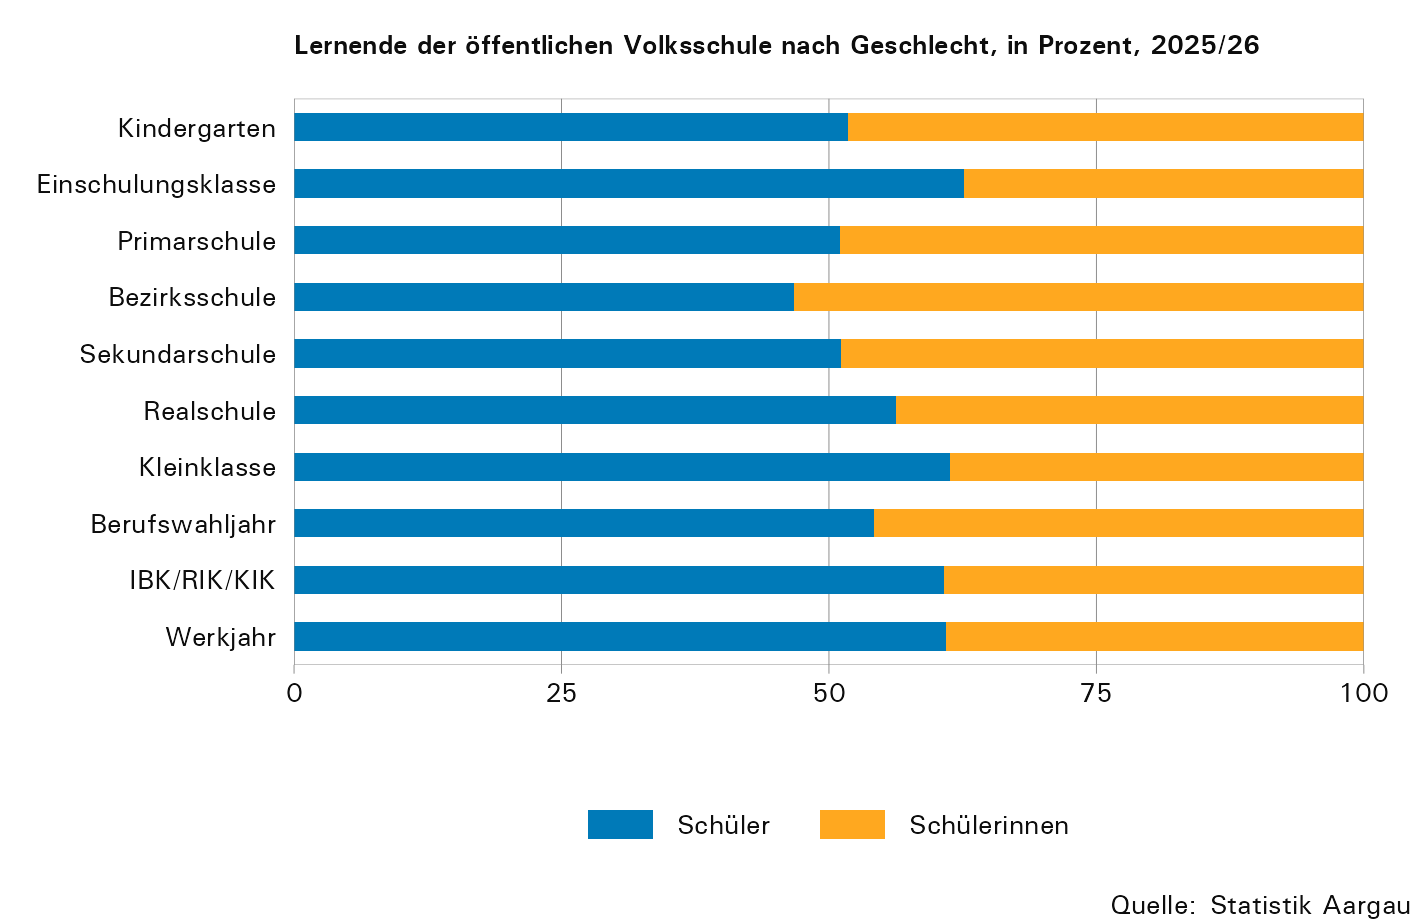 Lernende der öffentlichen Volksschule nach Geschlecht, in Prozent, 2025/26
Kindergarten
Einschulungsklasse
Primarschule
Bezirksschule
Sekundarschule
Realschule
Kleinklasse
Berufswahljahr
IBK/RIK/KIK
Werkjahr
0 25 50 75 100
Schüler Schülerinnen
Quelle: Statistik Aargau